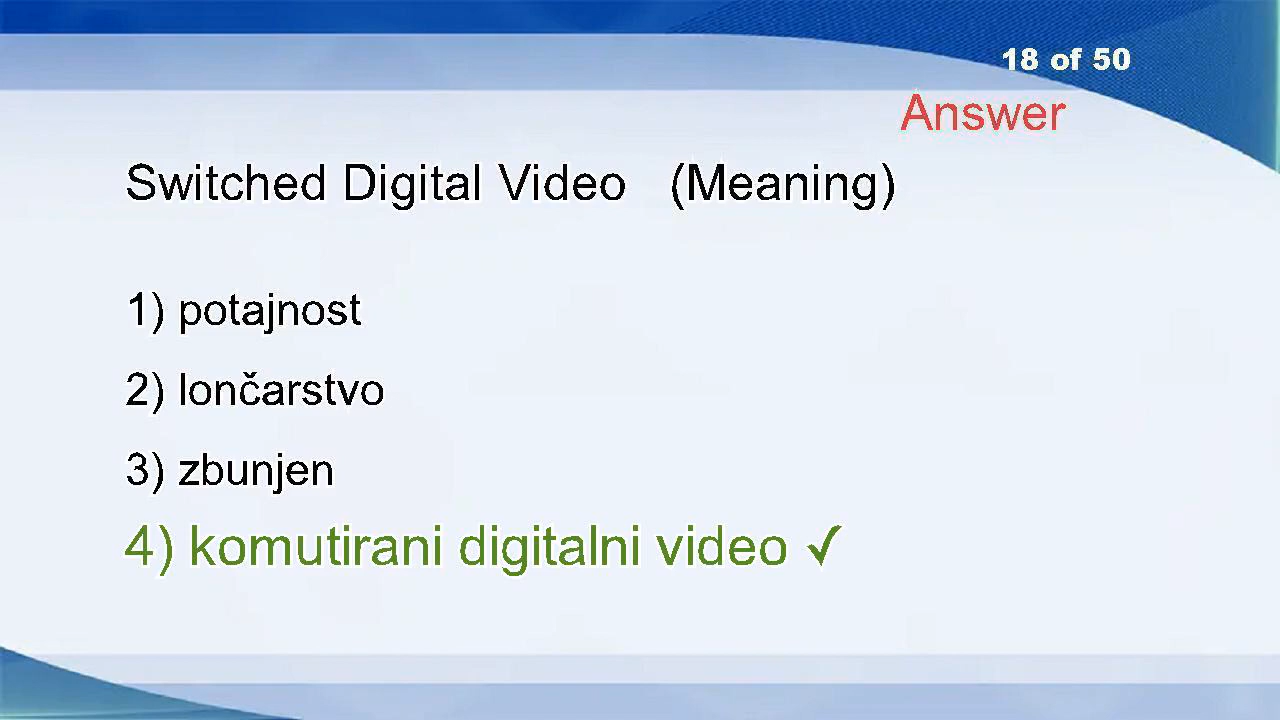 18 of 50
Answer
Switched Digital Video (Meaning)
1) potajnost
2) lončarstvo
3) zbunjen
4) komutirani digitalni video ✓